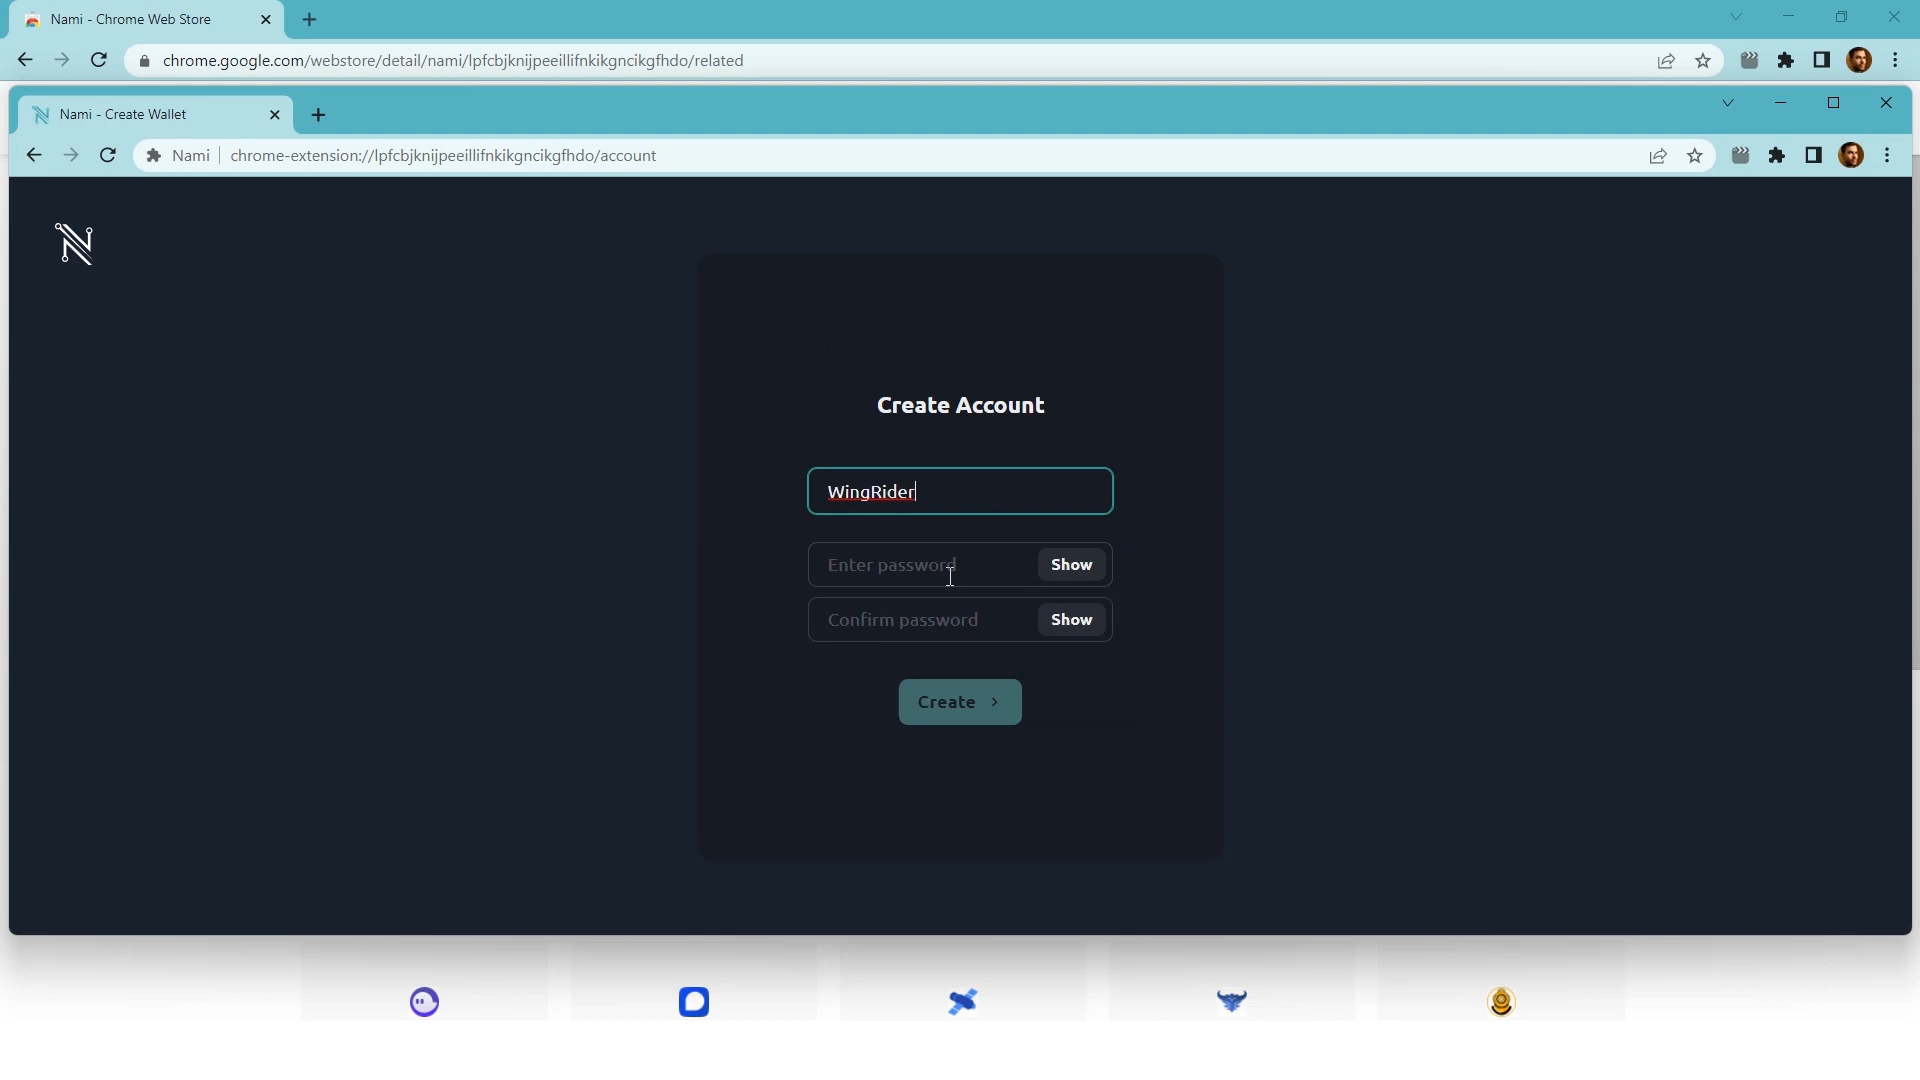 Nami - Chrome Web Store
chrome.google.com/webstore/detail/nami/lpfcbjknijpeeillifnkikgncikgfhdo/related
Nami - Create Wallet
Nami
chrome-extension://lpfcbjknijpeeillifnkikgncikgfhdo/account
Create Account
WingRider
Enter password
Show
Confirm password
Show
Create